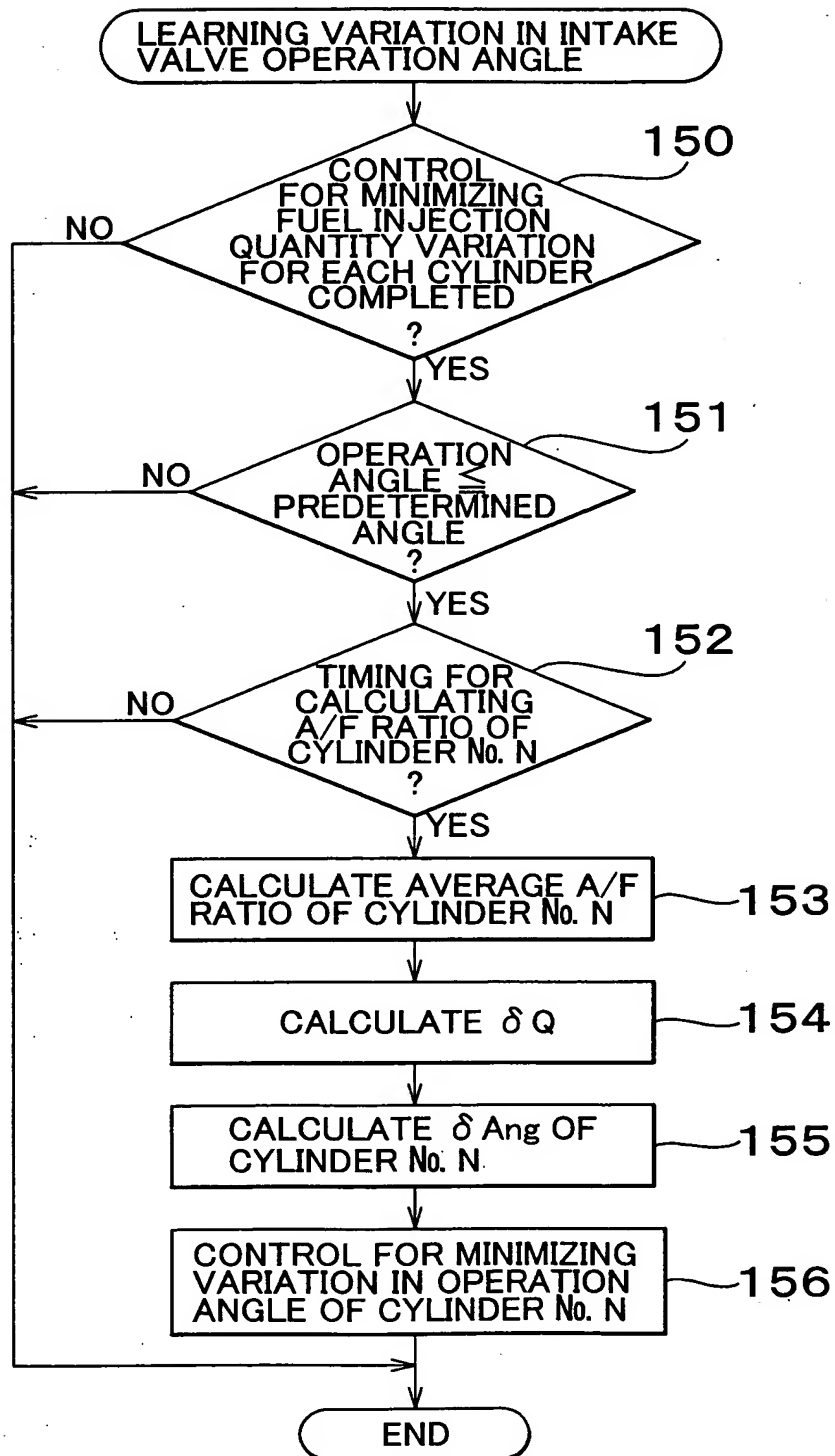 LEARNING VARIATION IN INTAKE
VALVE OPERATION ANGLE
150
CONTROL
FOR MINIMIZING
FUEL INJECTION
QUANTITY VARIATION
FOR EACH CYLINDER
COMPLETED
?
NO
YES
151
OPERATION
ANGLE ≦
PREDETERMINED
ANGLE
?
NO
YES
152
TIMING FOR
CALCULATING
A/F RATIO OF
CYLINDER No. N
?
NO
YES
CALCULATE AVERAGE A/F
RATIO OF CYLINDER No. N
153
CALCULATE δ Q
154
CALCULATE δ Ang OF
CYLINDER No. N
155
CONTROL FOR MINIMIZING
VARIATION IN OPERATION
ANGLE OF CYLINDER No. N
156
END